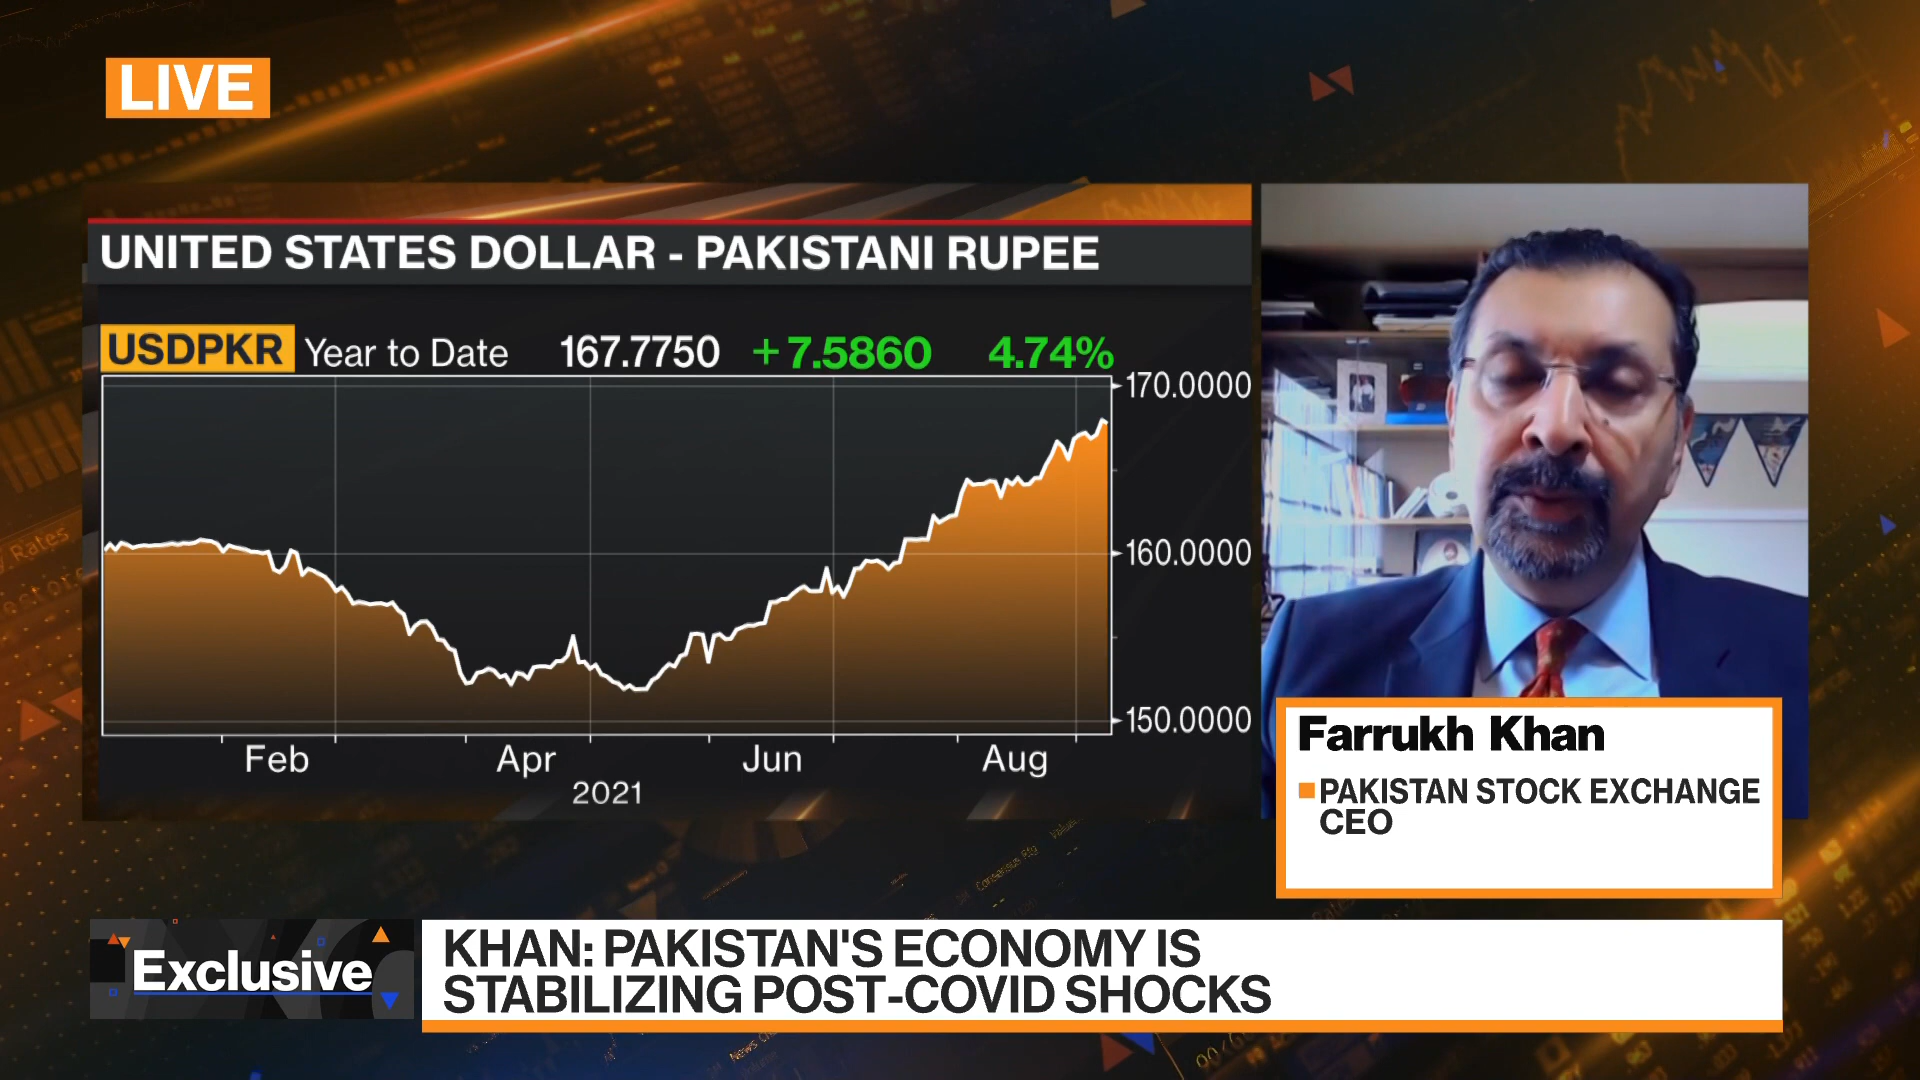 LIVE
UNITED STATES DOLLAR - PAKISTANI RUPEE
USDPKR Year to Date 167.7750 +7.5860 4.74%
170.0000
160.0000
150.0000
Feb Apr Jun Aug
2021
Farrukh Khan
PAKISTAN STOCK EXCHANGE
CEO
Exclusive
KHAN: PAKISTAN'S ECONOMY IS
STABILIZING POST-COVID SHOCKS
Rates